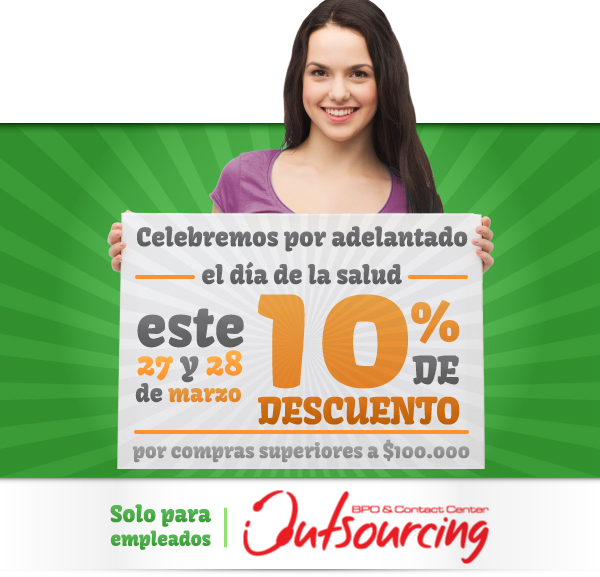 Celebremos por adelantado
el día de la salud
este
27 y 28
de marzo
10%
DE
DESCUENTO
por compras superiores a $100.000
Solo para
empleados
BPO & Contact Center
Outsourcing